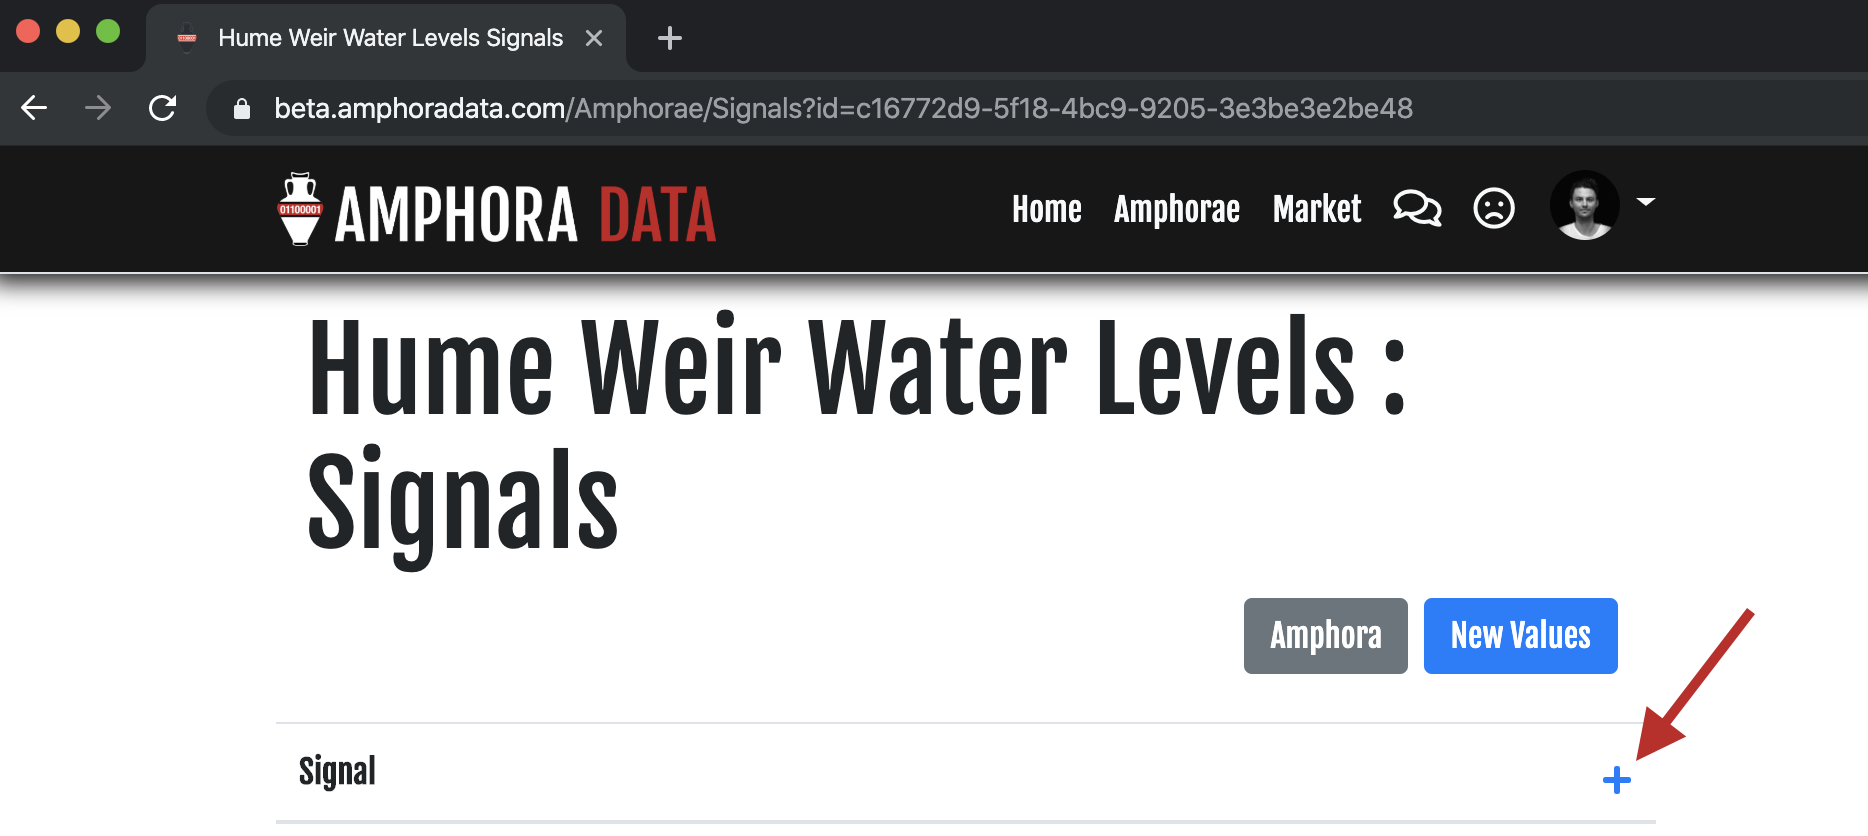 Hume Weir Water Levels Signals
beta.amphoradata.com/Amphorae/Signals?id=c16772d9-5f18-4bc9-9205-3e3be3e2be48
01100001
AMPHORA DATA
Home Amphorae Market
Hume Weir Water Levels :
Signals
Amphora New Values
Signal